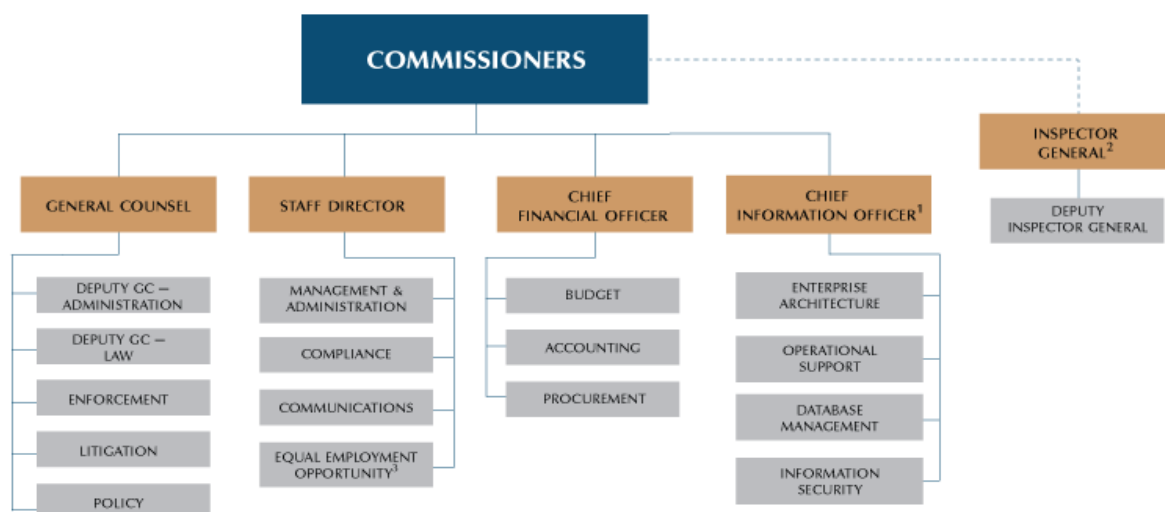 COMMISSIONERS
INSPECTOR
GENERAL²
DEPUTY
INSPECTOR GENERAL
GENERAL COUNSEL
DEPUTY GC —
ADMINISTRATION
DEPUTY GC —
LAW
ENFORCEMENT
LITIGATION
POLICY
STAFF DIRECTOR
MANAGEMENT &
ADMINISTRATION
COMPLIANCE
COMMUNICATIONS
EQUAL EMPLOYMENT
OPPORTUNITY³
CHIEF
FINANCIAL OFFICER
BUDGET
ACCOUNTING
PROCUREMENT
CHIEF
INFORMATION OFFICER¹
ENTERPRISE
ARCHITECTURE
OPERATIONAL
SUPPORT
DATABASE
MANAGEMENT
INFORMATION
SECURITY